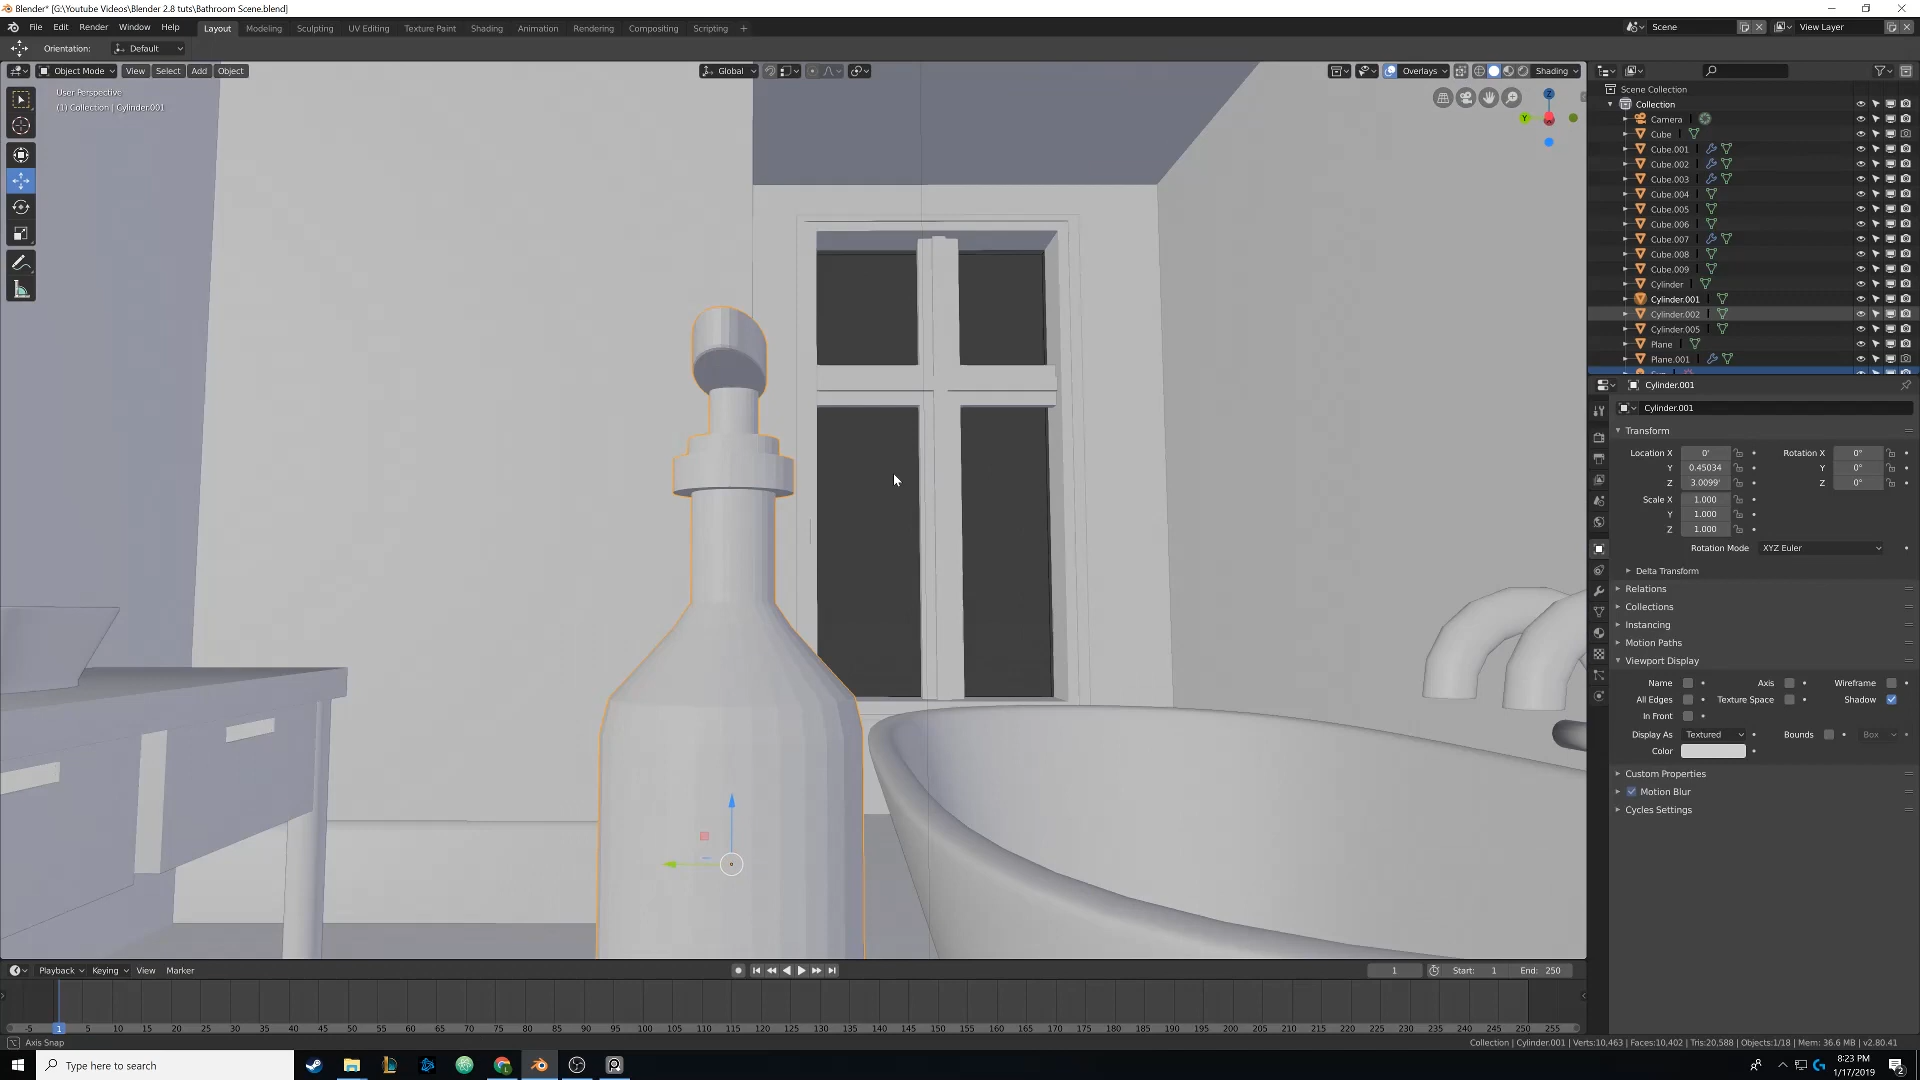 Blender* [G:\Youtube Videos\Blender 2.8 tuts\Bathroom Scene.blend]
File Edit Render Window Help Layout Modeling Sculpting UV Editing Texture Paint Shading Animation Rendering Compositing Scripting + Scene View Layer
Orientation: Default
Object Mode View Select Add Object Global Overlays Shading
User Perspective
(1) Collection | Cylinder.001
Z
Y
Scene Collection
Collection
Camera
Cube
Cube.001
Cube.002
Cube.003
Cube.004
Cube.005
Cube.006
Cube.007
Cube.008
Cube.009
Cylinder
Cylinder.001
Cylinder.002
Cylinder.005
Plane
Plane.001
Cylinder.001
Cylinder.001
Transform
Location X 0' Rotation X 0°
Y 0.45034 Y 0°
Z 3.0099' Z 0°
Scale X 1.000
Y 1.000
Z 1.000
Rotation Mode XYZ Euler
Delta Transform
Relations
Collections
Instancing
Motion Paths
Viewport Display
Name Axis Wireframe
All Edges Texture Space Shadow
In Front
Display As Textured Bounds Box
Color
Custom Properties
Motion Blur
Cycles Settings
Playback Keying View Marker 1 Start: 1 End: 250
-5 1 5 10 15 20 25 30 35 40 45 50 55 60 65 70 75 80 85 90 95 100 105 110 115 120 125 130 135 140 145 150 155 160 165 170 175 180 185 190 195 200 205 210 215 220 225 230 235 240 245 250 255
Axis Snap
Collection | Cylinder.001 | Verts:10,463 | Faces:10,402 | Tris:20,588 | Objects:1/18 | Mem: 36.6 MB | v2.80.41
Type here to search
8:23 PM
1/17/2019
2